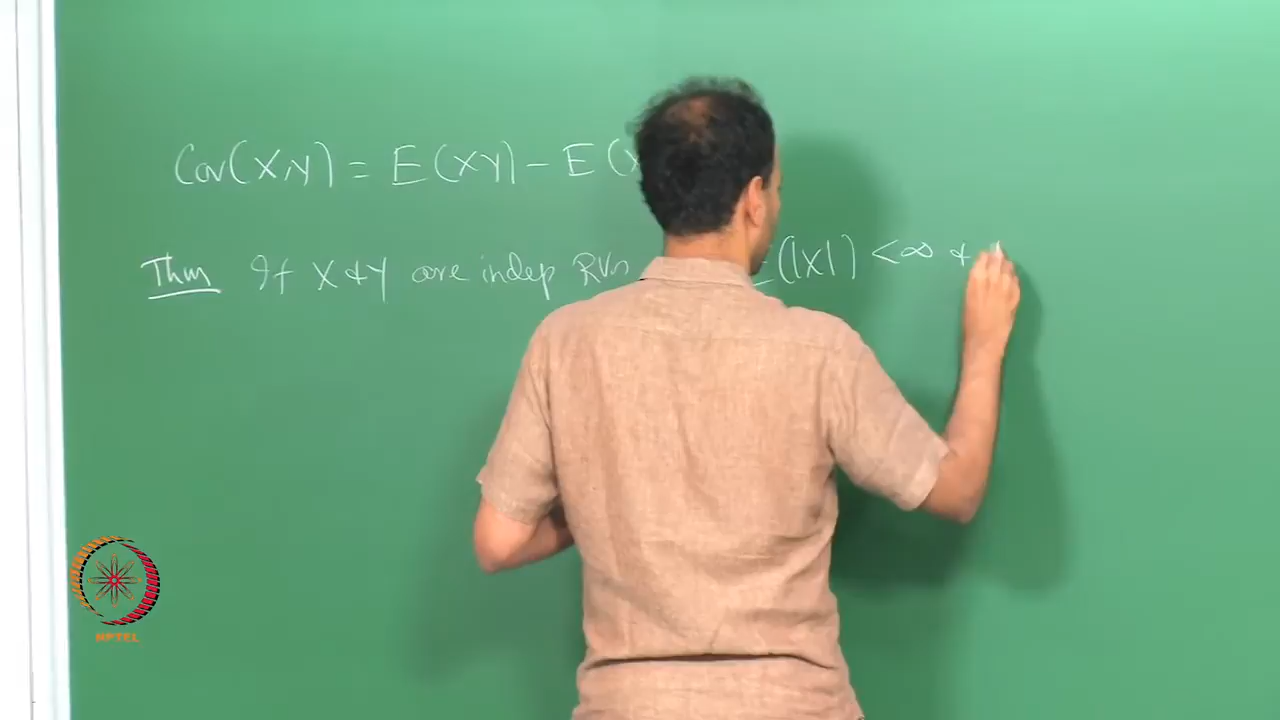 Cov(X,Y) = E(XY) - E(X
Thm If X & Y are indep RVs E(|X|) < ∞ &
NPTEL